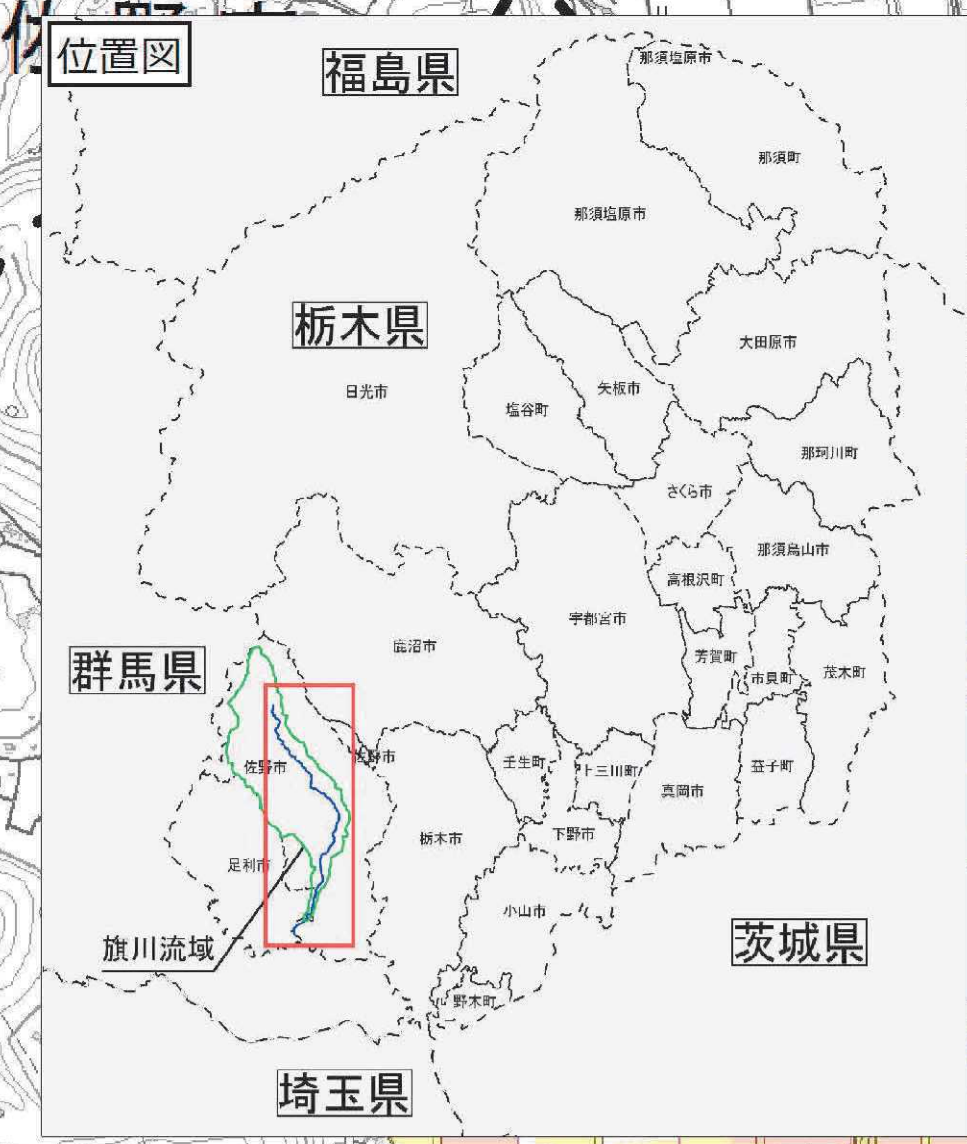 位置図
福島県
那須塩原市
那須町
那須塩原市
栃木県
大田原市
日光市
矢板市
塩谷町
那珂川町
さくら市
那須烏山市
高根沢町
宇都宮市
鹿沼市
芳賀町
群馬県
市貝町
茂木町
佐野市
佐野市
壬生町
上三川町
益子町
真岡市
栃木市
下野市
足利市
小山市
旗川流域
茨城県
野木町
埼玉県